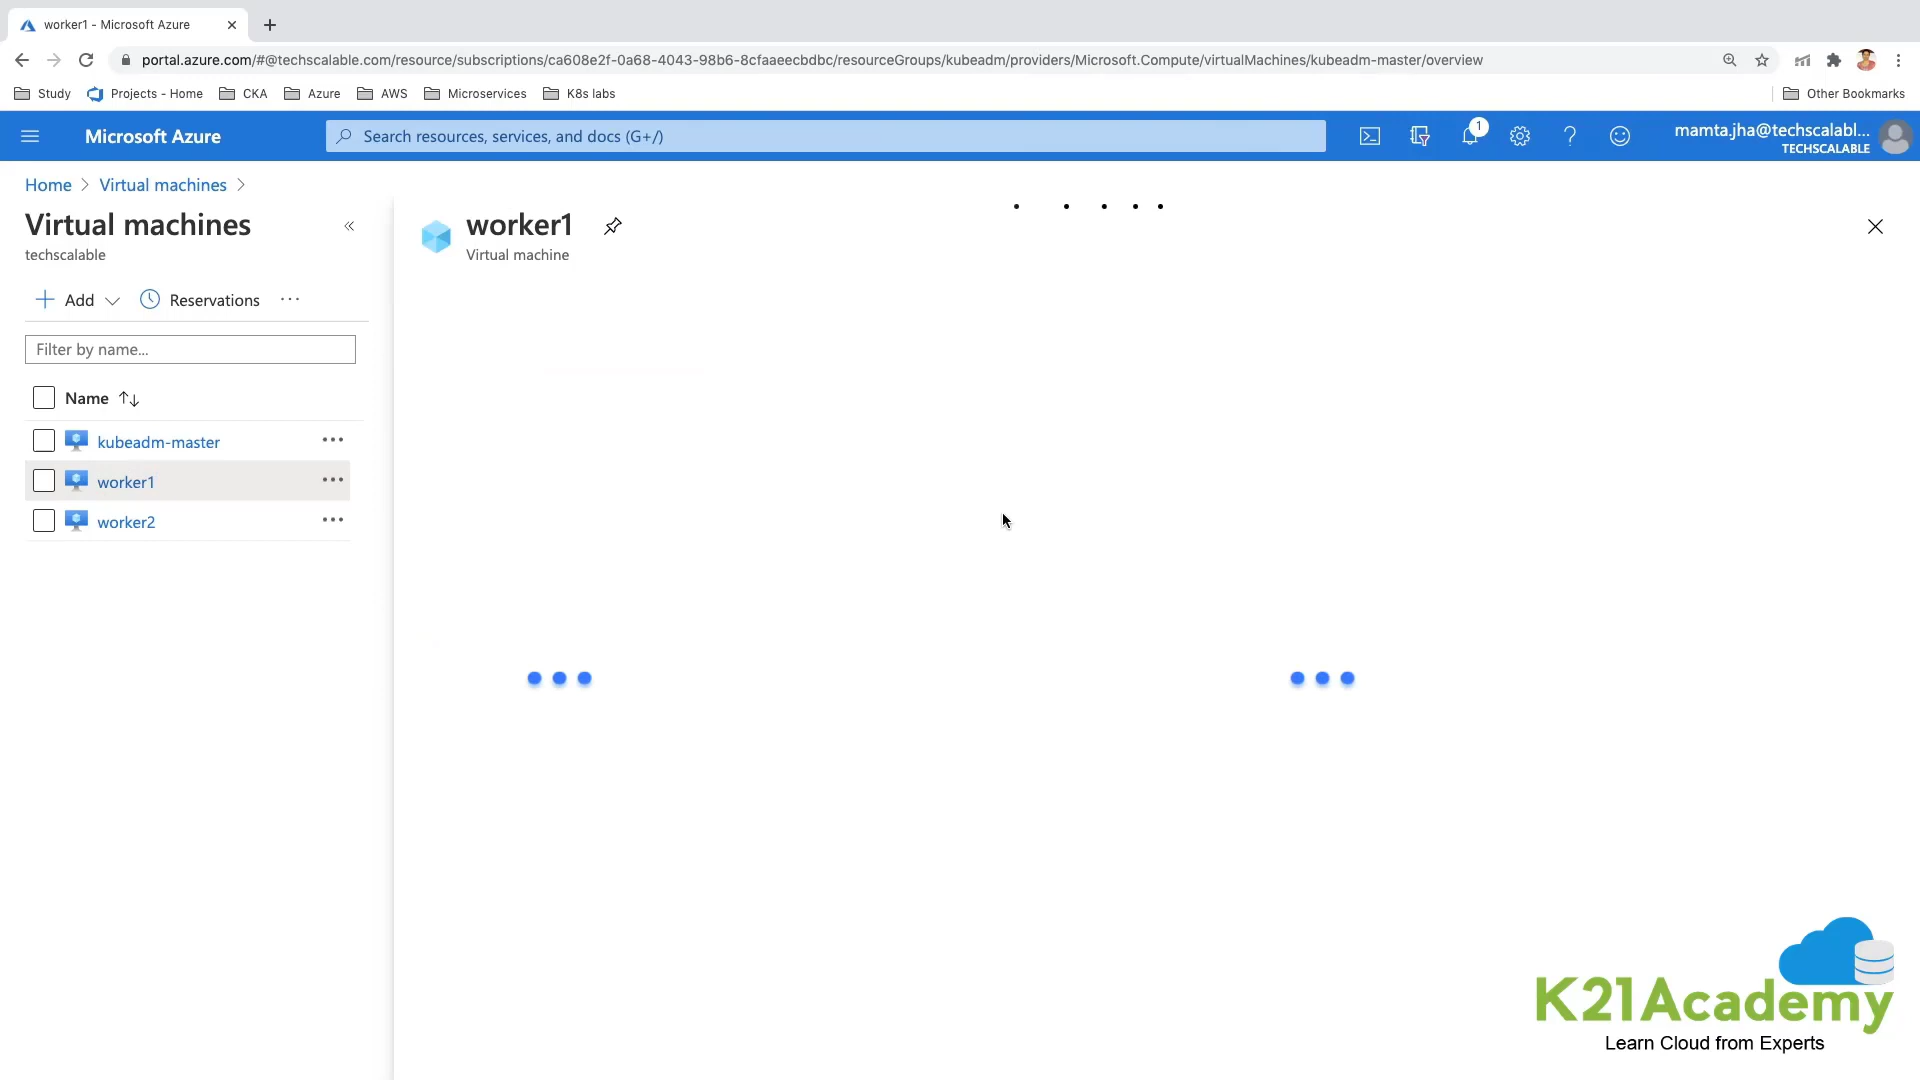 worker1 - Microsoft Azure
portal.azure.com/#@techscalable.com/resource/subscriptions/ca608e2f-0a68-4043-98b6-8cfaaeecbdbc/resourceGroups/kubeadm/providers/Microsoft.Compute/virtualMachines/kubeadm-master/overview
Study Projects - Home CKA Azure AWS Microservices K8s labs Other Bookmarks
Microsoft Azure Search resources, services, and docs (G+/) 1 mamta.jha@techscalabl...
TECHSCALABLE
Home > Virtual machines >
Virtual machines «
techscalable
worker1
Virtual machine
+ Add Reservations ...
Filter by name...
Name ↑↓
kubeadm-master ...
worker1 ...
worker2 ...
K21Academy
Learn Cloud from Experts